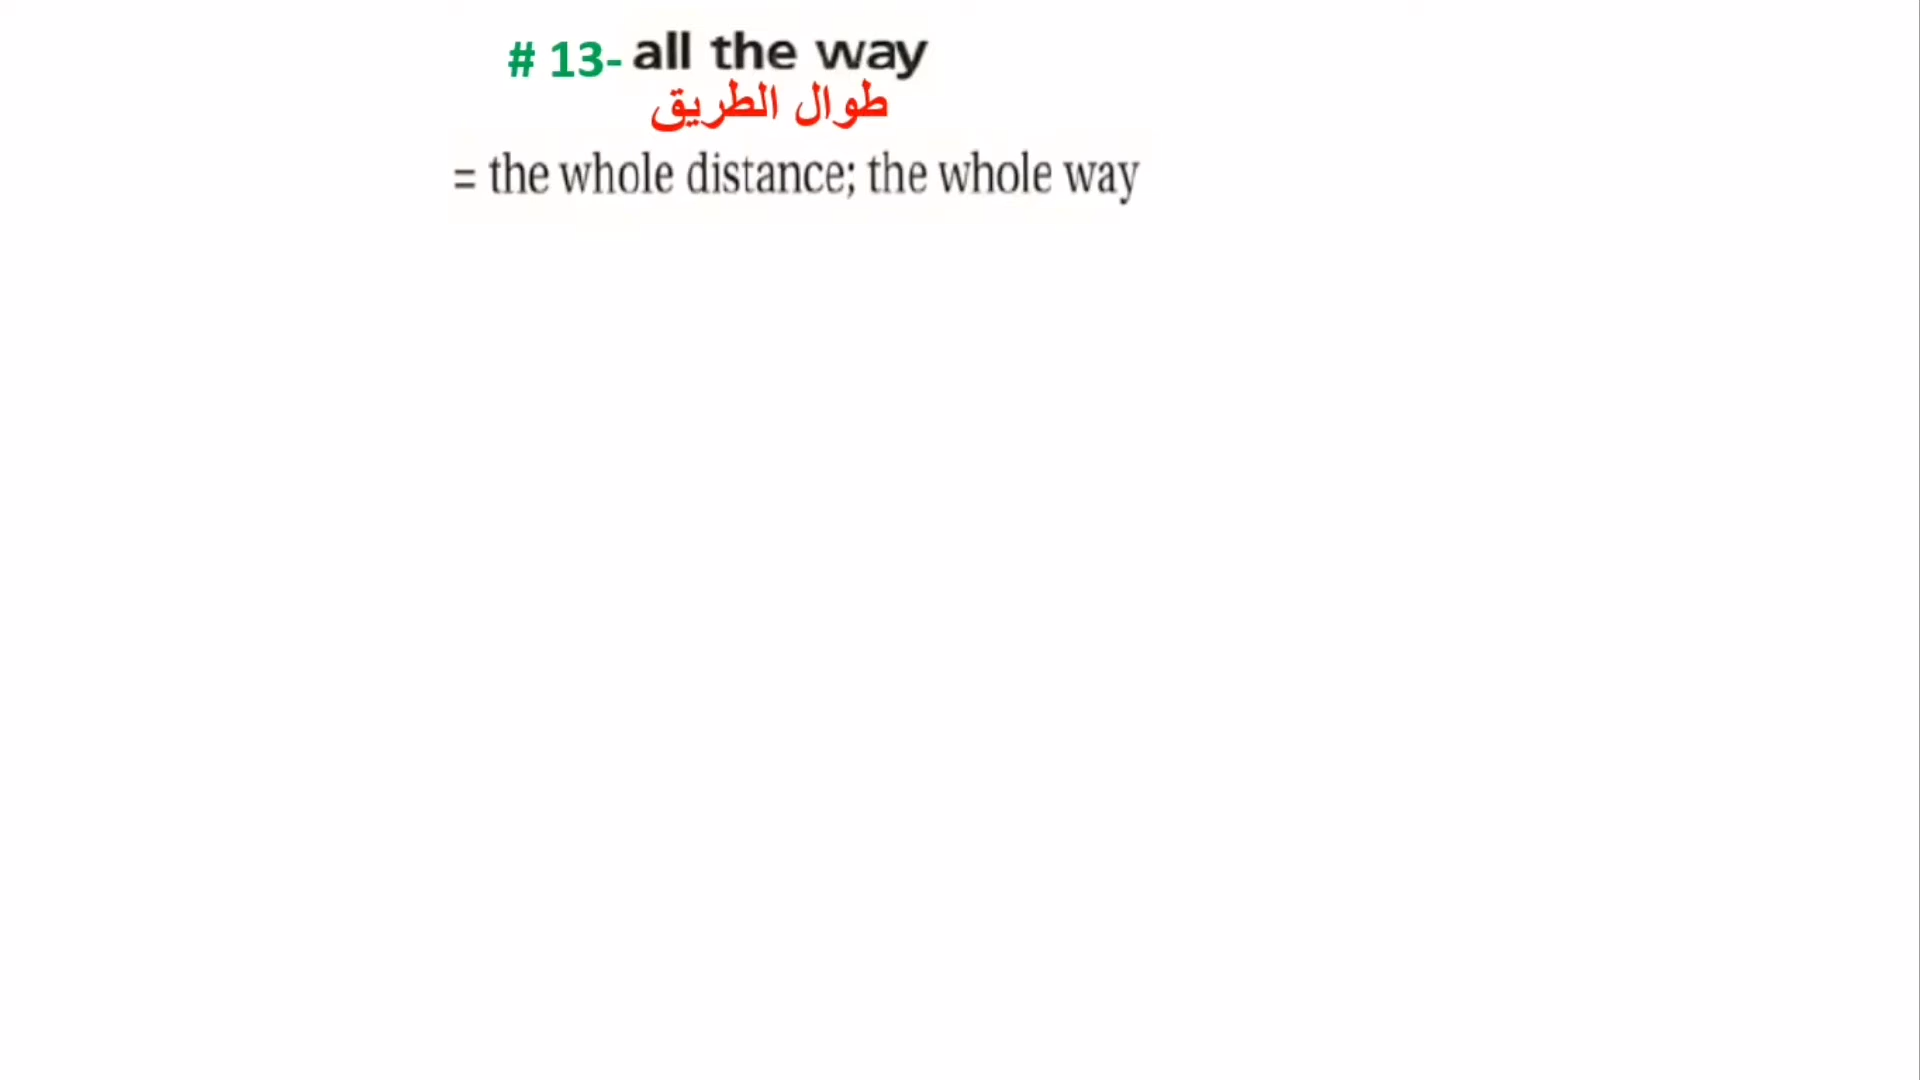 # 13- all the way
طوال الطريق
= the whole distance; the whole way